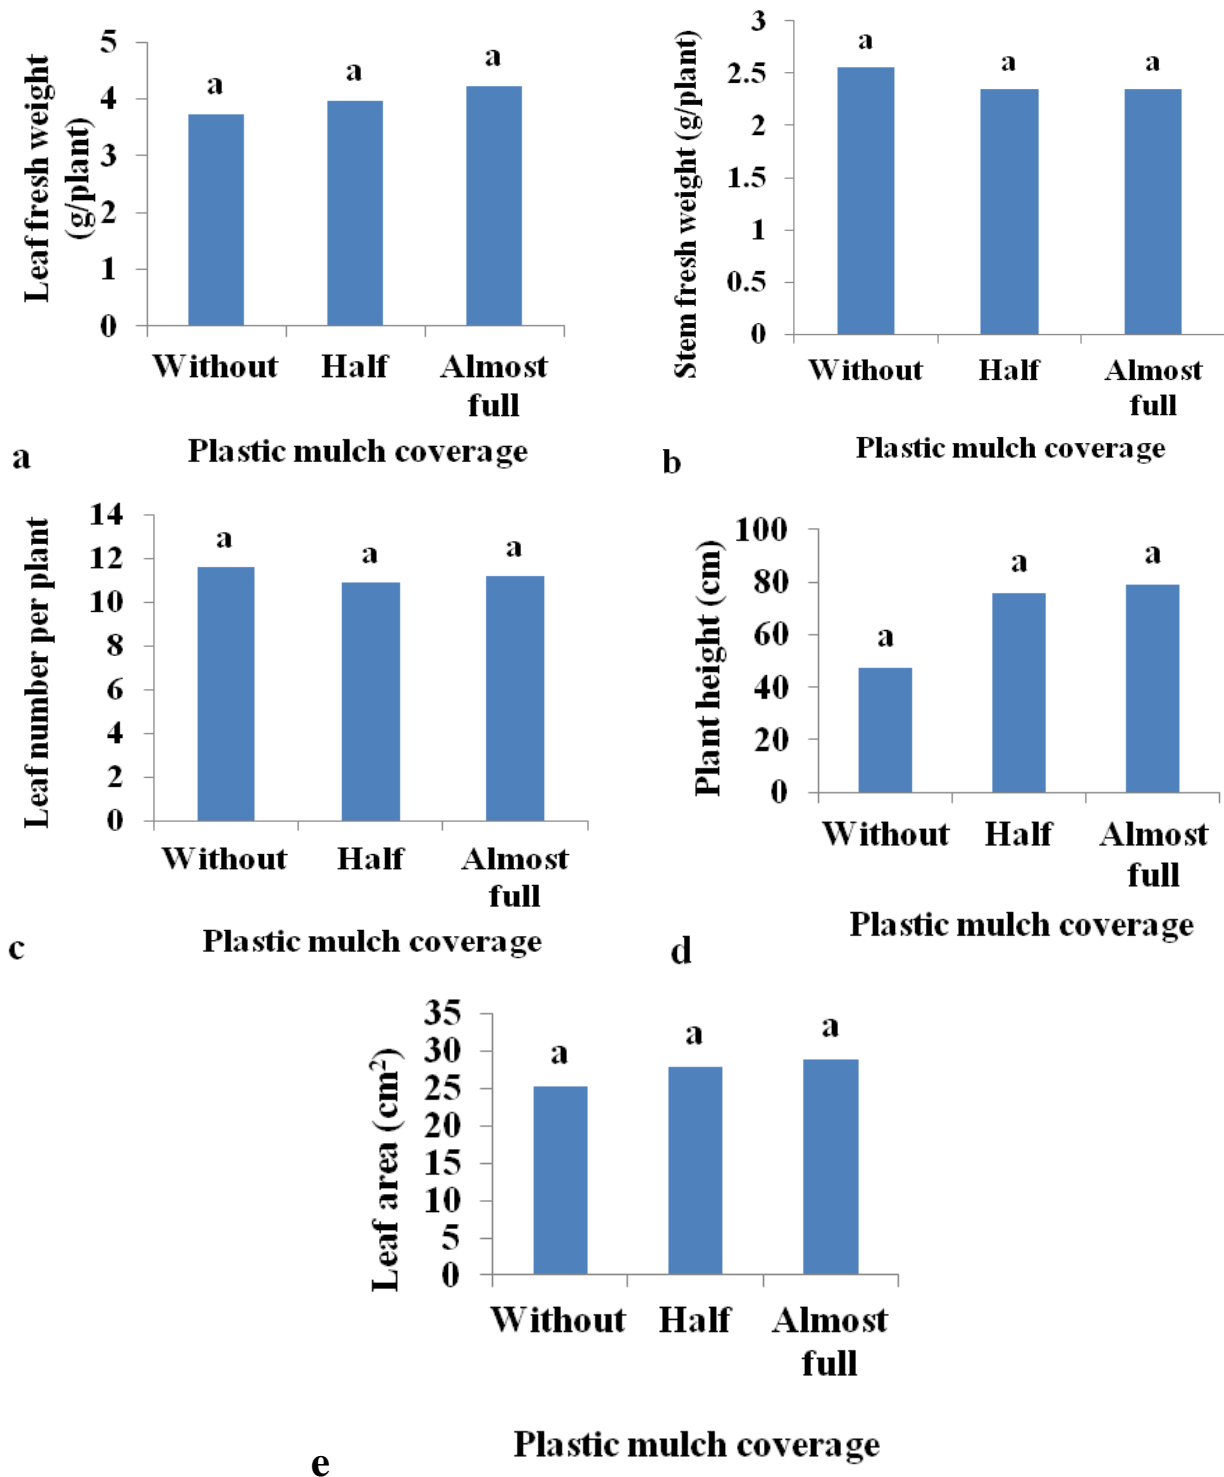 Leaf fresh weight
(g/plant)
5
4
3
2
1
0
a
a
a
Without
Half
Almost
full
Plastic mulch coverage
a
Stem fresh weight (g/plant)
3
2.5
2
1.5
1
0.5
0
a
a
a
Without
Half
Almost
full
Plastic mulch coverage
b
Leaf number per plant
14
12
10
8
6
4
2
0
a
a
a
Without
Half
Almost
full
Plastic mulch coverage
c
Plant height (cm)
100
80
60
40
20
0
a
a
a
Without
Half
Almost
full
Plastic mulch coverage
d
Leaf area (cm²)
35
30
25
20
15
10
5
0
a
a
a
Without
Half
Almost
full
Plastic mulch coverage
e